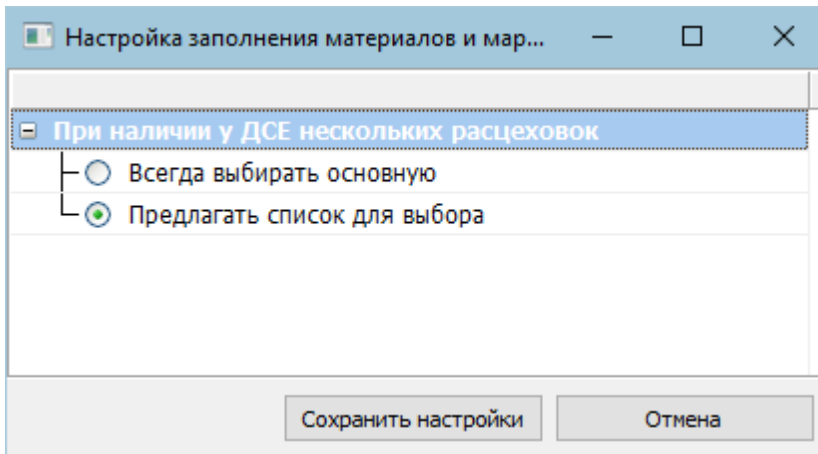 Настройка заполнения материалов и мар...
При наличии у ДСЕ нескольких расцеховок
Всегда выбирать основную
Предлагать список для выбора
Сохранить настройки
Отмена